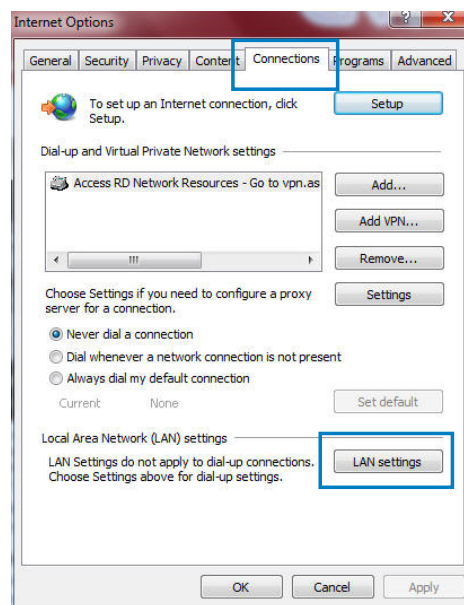 Internet Options
General Security Privacy Content Connections Programs Advanced
To set up an Internet connection, click
Setup.
Setup
Dial-up and Virtual Private Network settings
Access RD Network Resources - Go to vpn.as
Add...
Add VPN...
Remove...
Choose Settings if you need to configure a proxy
server for a connection.
Settings
Never dial a connection
Dial whenever a network connection is not present
Always dial my default connection
Current None
Set default
Local Area Network (LAN) settings
LAN Settings do not apply to dial-up connections.
Choose Settings above for dial-up settings.
LAN settings
OK Cancel Apply